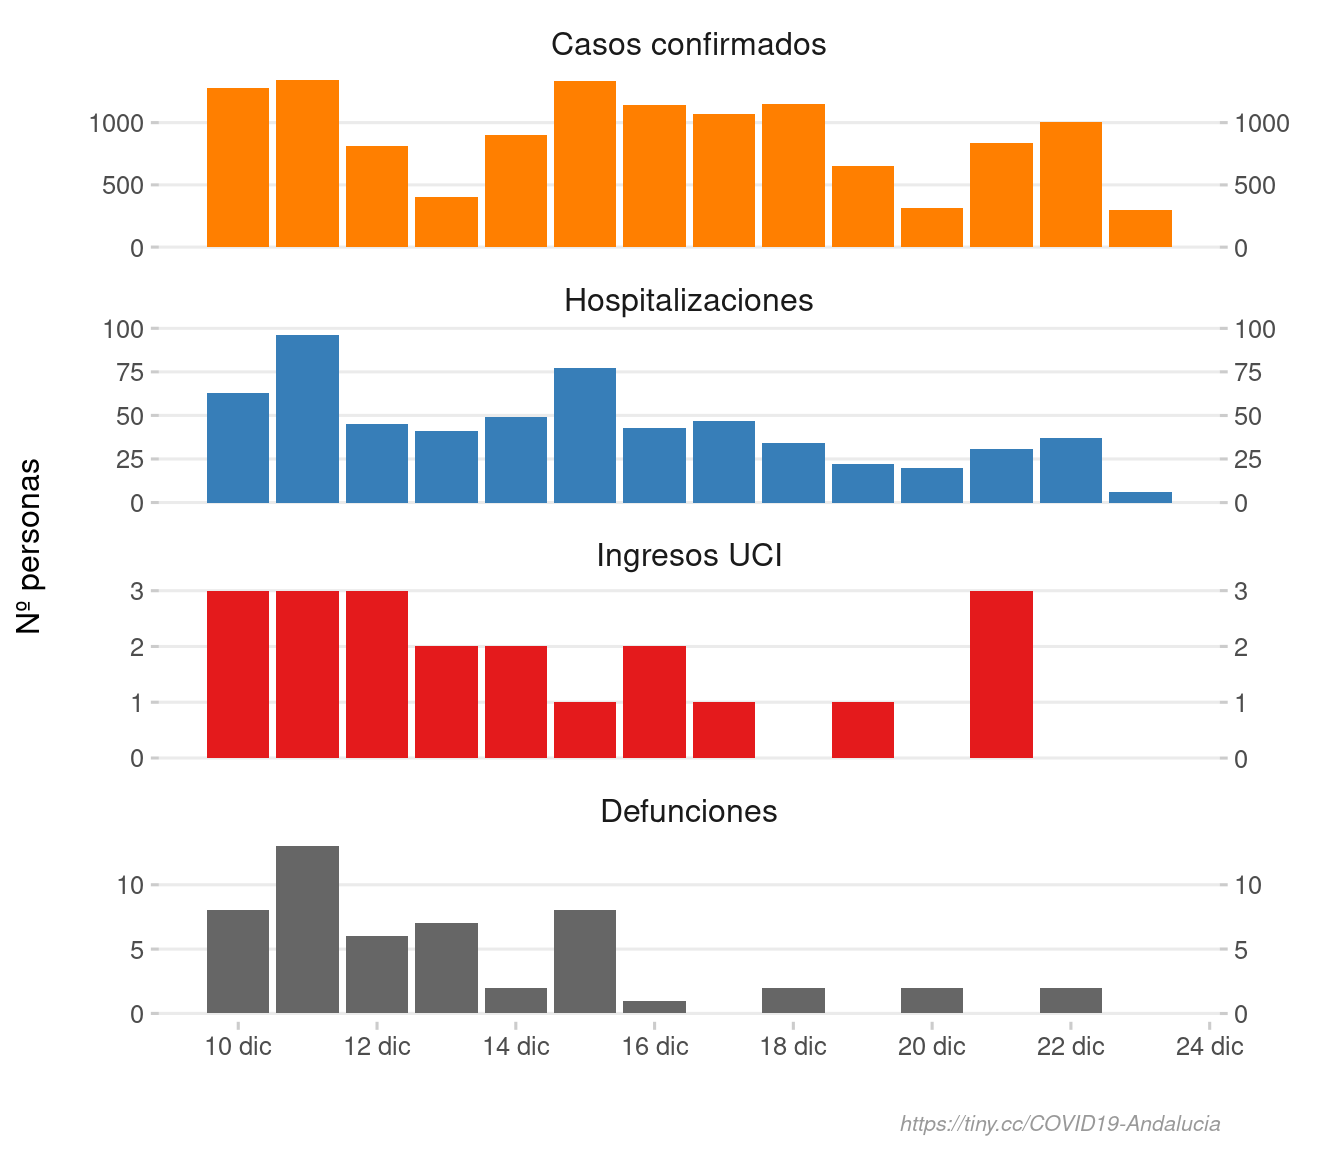 Casos confirmados
1000 1000
500 500
0 0
Hospitalizaciones
100 100
75 75
50 50
25 25
0 0
Nº personas
Ingresos UCI
3 3
2 2
1 1
0 0
Defunciones
10 10
5 5
0 0
10 dic 12 dic 14 dic 16 dic 18 dic 20 dic 22 dic 24 dic
https://tiny.cc/COVID19-Andalucia